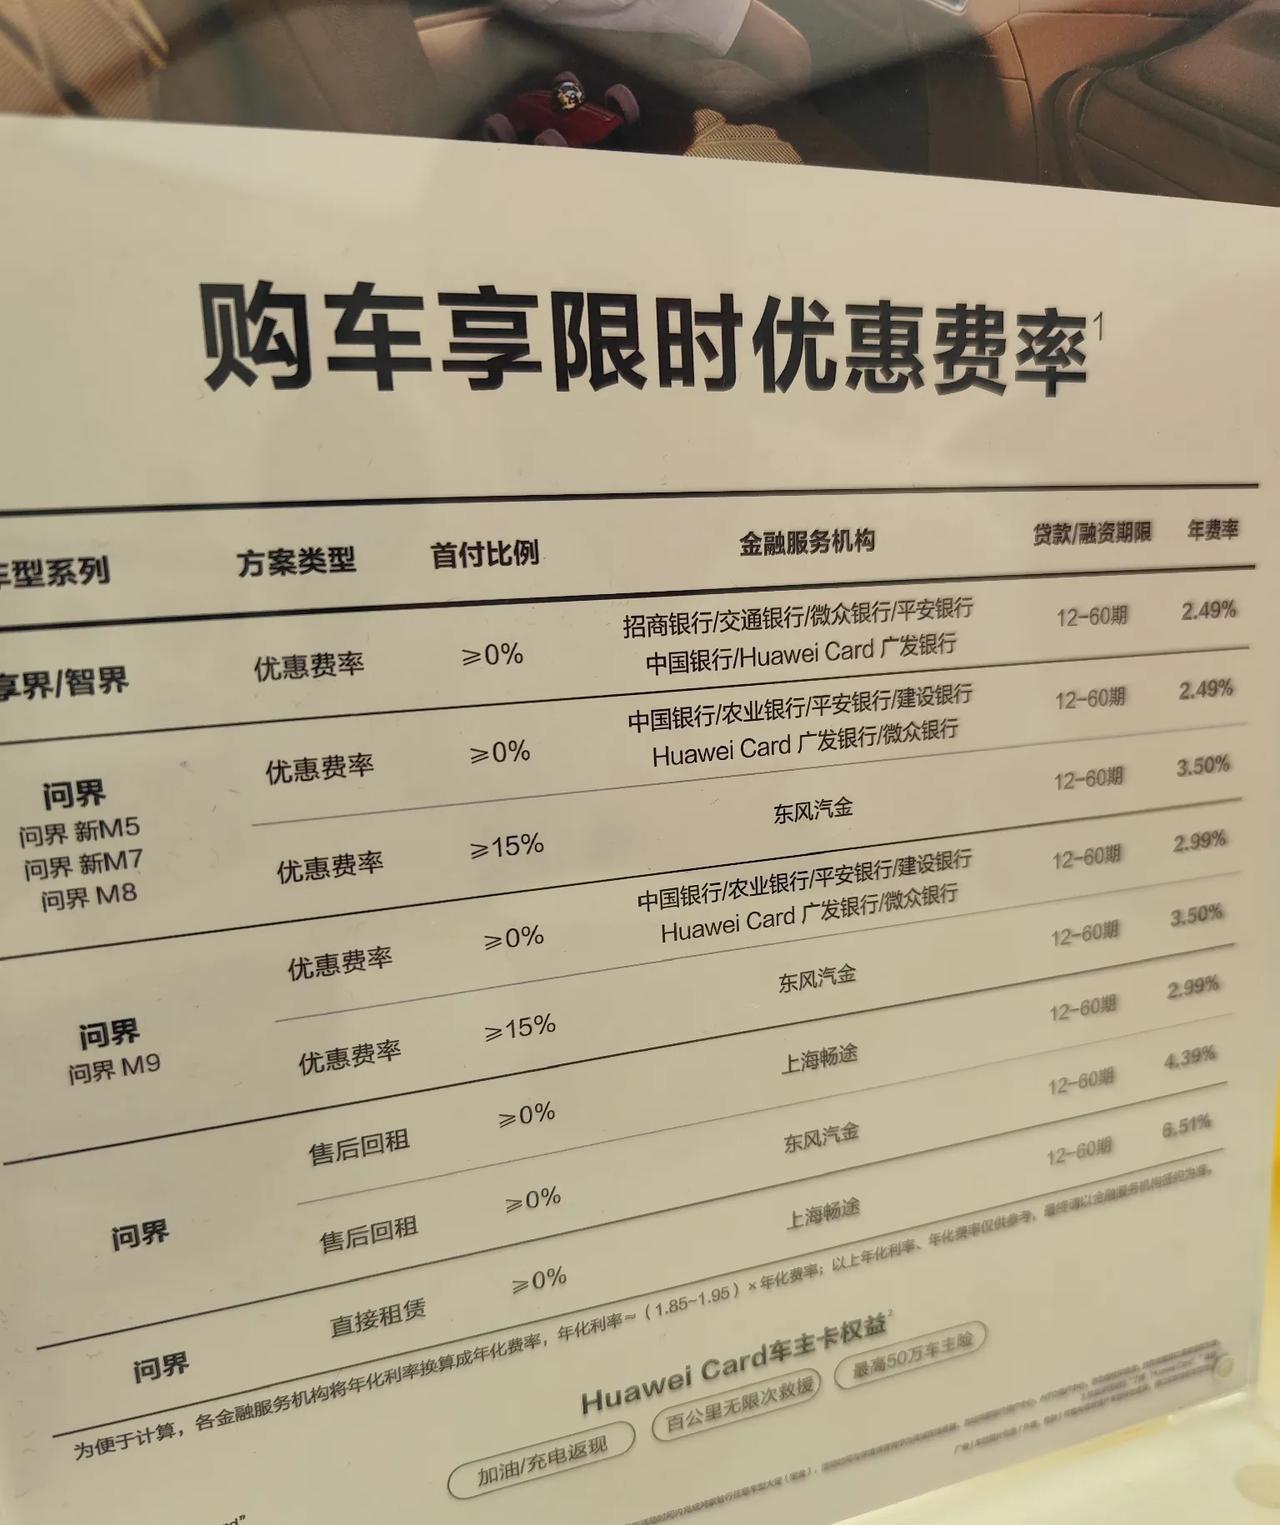 购车享限时优惠费率1
车型系列 方案类型 首付比例 金融服务机构 贷款/融资期限 年费率
享界/智界 优惠费率 ≥0% 招商银行/交通银行/微众银行/平安银行 12-60期 2.49%
中国银行/Huawei Card 广发银行
问界 优惠费率 ≥0% 中国银行/农业银行/平安银行/建设银行 12-60期 2.49%
Huawei Card 广发银行/微众银行
问界 新M5
问界 新M7
问界 M8
优惠费率 ≥15% 东风汽金 12-60期 3.50%
问界 优惠费率 ≥0% 中国银行/农业银行/平安银行/建设银行 12-60期 2.99%
Huawei Card 广发银行/微众银行
问界 M9
优惠费率 ≥15% 东风汽金 12-60期 3.50%
问界 售后回租 ≥0% 上海畅途 12-60期 2.99%
售后回租 ≥0% 东风汽金 12-60期 4.39%
问界 直接租赁 ≥0% 上海畅途 12-60期 6.51%
为便于计算，各金融服务机构将年化利率换算成年化费率，年化利率≈（1.85~1.95）×年化费率；以上年化利率、年化费率仅供参考，最终请以金融服务机构签约为准。
Huawei Card车主卡权益2
加油/充电返现 百公里无限次救援 最高50万车主险